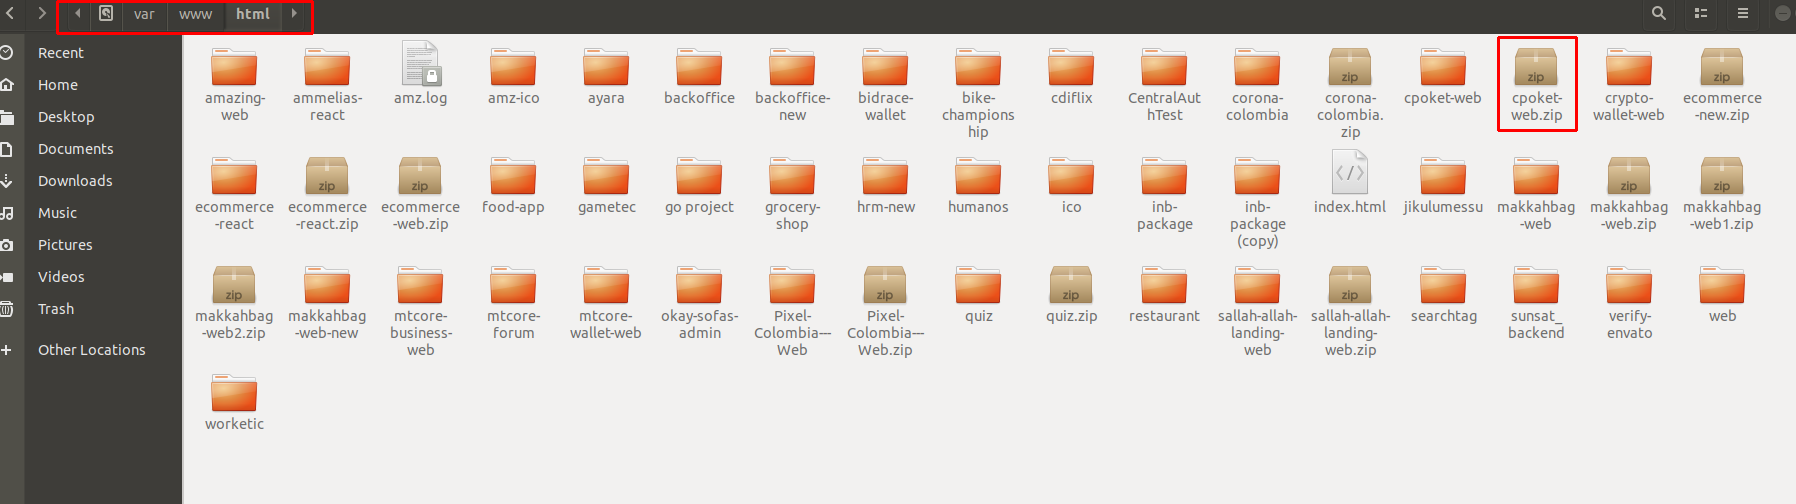 var www html
Recent
Home
Desktop
Documents
Downloads
Music
Pictures
Videos
Trash
Other Locations
amazing-
web
ammelias-
react
amz.log
amz-ico
ayara
backoffice
backoffice-
new
bidrace-
wallet
bike-
champions
hip
cdiflix
CentralAut
hTest
corona-
colombia
zip
corona-
colombia.
zip
cpoket-web
zip
cpoket-
web.zip
crypto-
wallet-web
zip
ecommerce
-new.zip
ecommerce
-react
zip
ecommerce
-react.zip
zip
ecommerce
-web.zip
food-app
gametec
go project
grocery-
shop
hrm-new
humanos
ico
inb-
package
inb-
package
(copy)
</>
index.html
jikulumessu
makkahbag
-web
zip
makkahbag
-web.zip
zip
makkahbag
-web1.zip
zip
makkahbag
-web2.zip
makkahbag
-web-new
mtcore-
business-
web
mtcore-
forum
mtcore-
wallet-web
okay-sofas-
admin
Pixel-
Colombia---
Web
zip
Pixel-
Colombia---
Web.zip
quiz
zip
quiz.zip
restaurant
sallah-allah-
landing-
web
zip
sallah-allah-
landing-
web.zip
searchtag
sunsat_
backend
verify-
envato
web
worketic